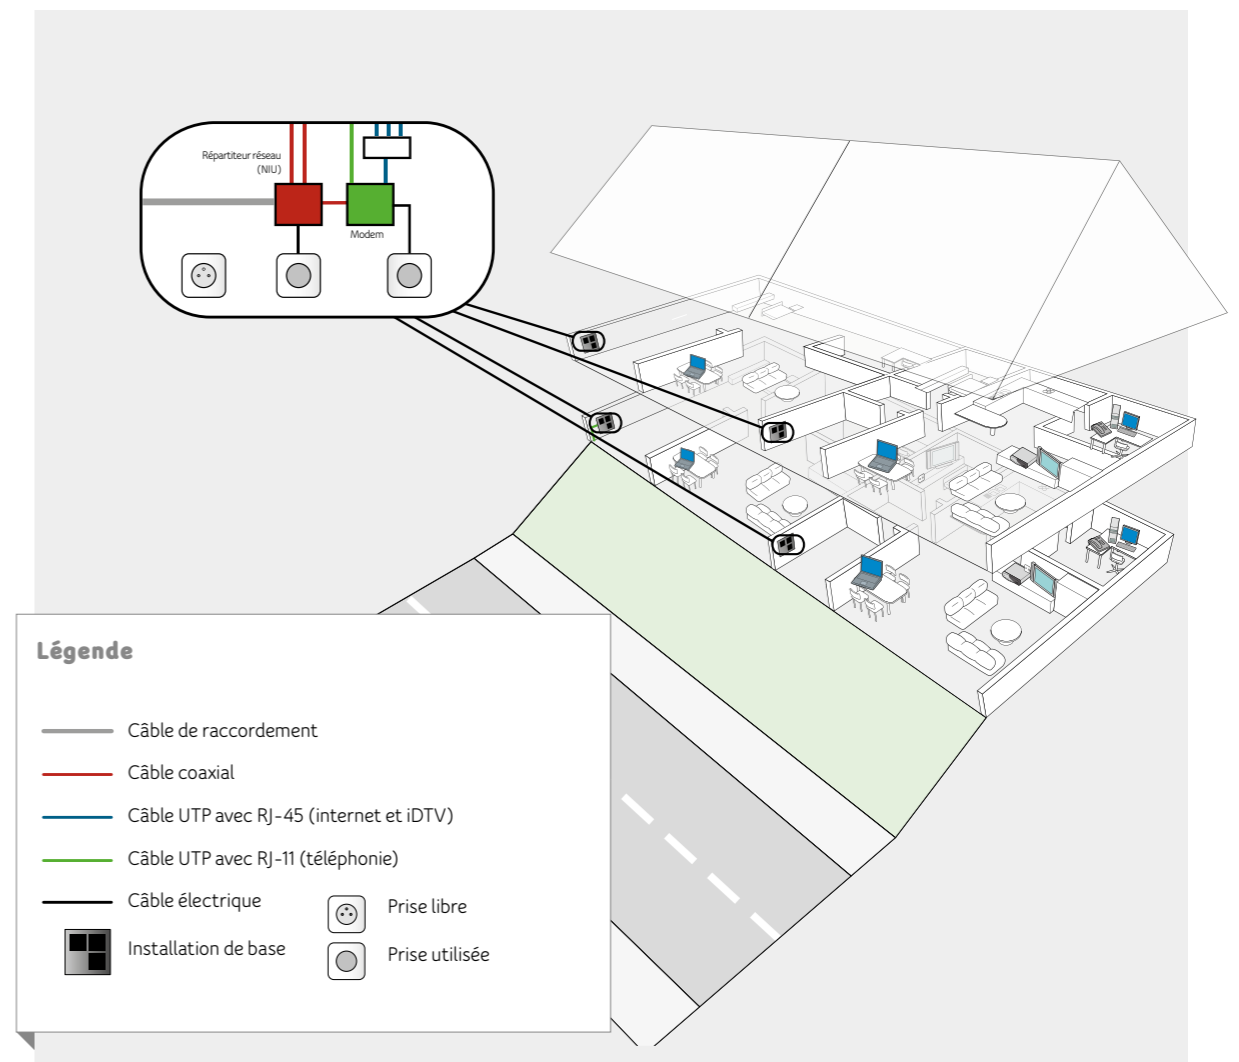 Répartiteur réseau
(NIU)
Modem
Légende
Câble de raccordement
Câble coaxial
Câble UTP avec RJ-45 (internet et iDTV)
Câble UTP avec RJ-11 (téléphonie)
Câble électrique
Prise libre
Installation de base
Prise utilisée